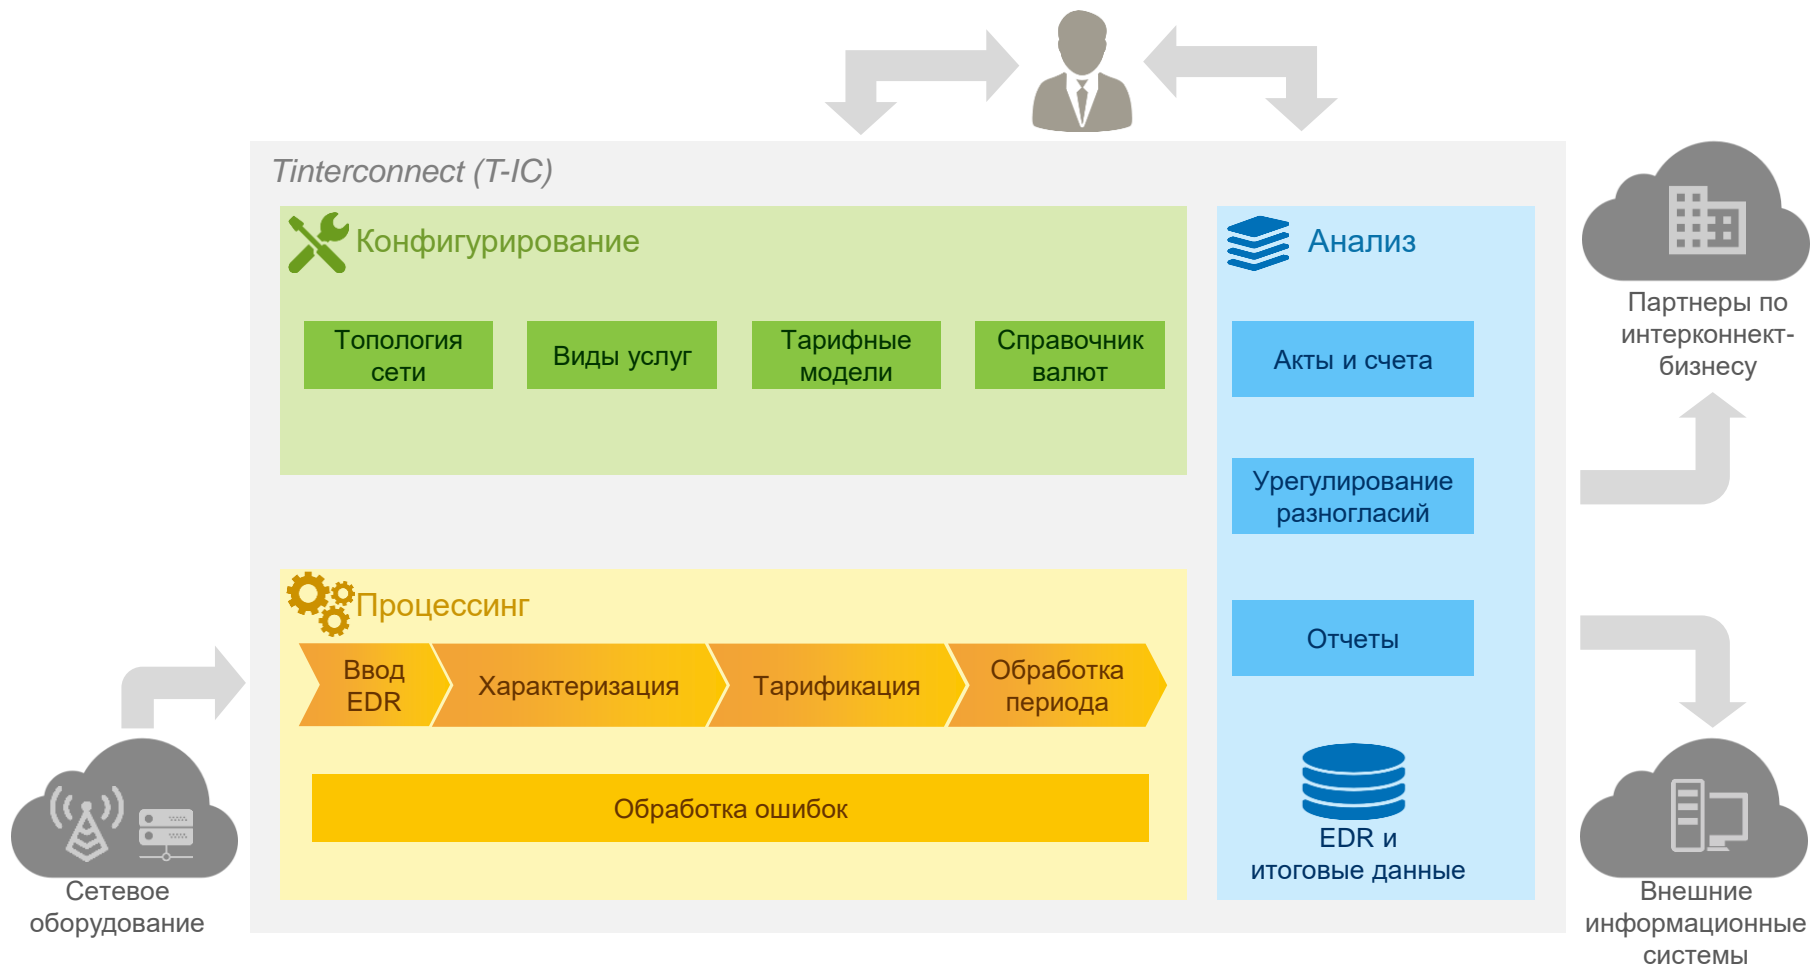 Tinterconnect (T-IC)
Конфигурирование
Топология
сети
Виды услуг
Тарифные
модели
Справочник
валют
Процессинг
Ввод
EDR
Характеризация
Тарификация
Обработка
периода
Обработка ошибок
Анализ
Акты и счета
Урегулирование
разногласий
Отчеты
EDR и
итоговые данные
Сетевое
оборудование
Партнеры по
интерконнект-
бизнесу
Внешние
информационные
системы